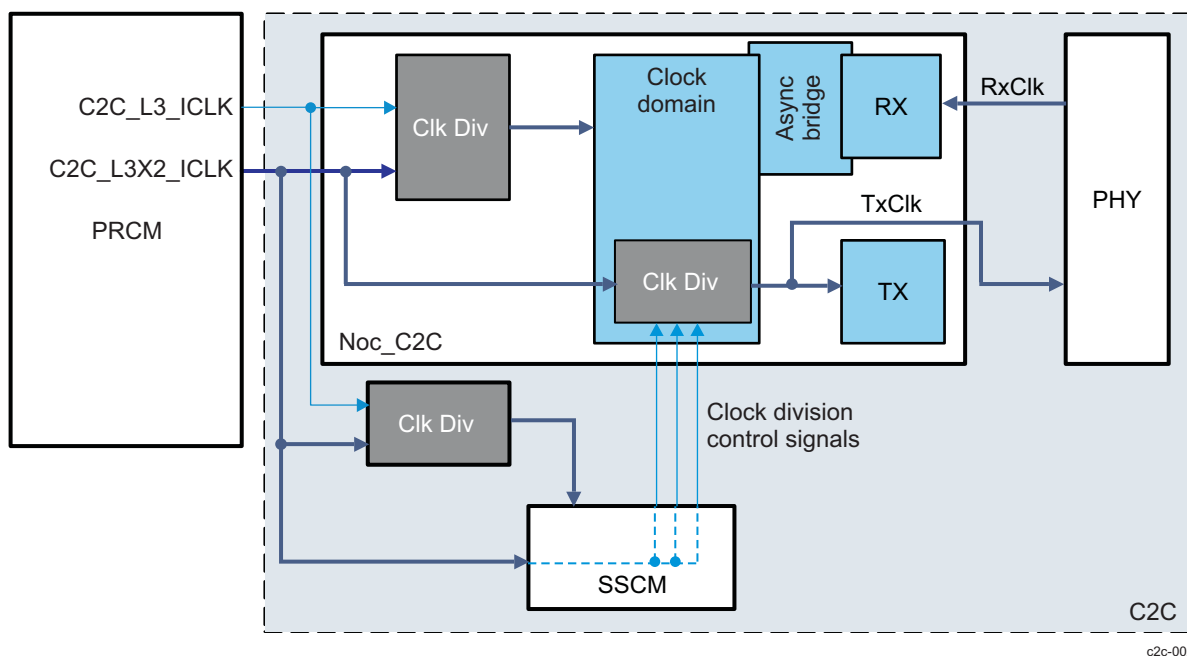 C2C_L3_ICLK
C2C_L3X2_ICLK
PRCM
Clk Div
Clock
domain
Async
bridge
RX
RxClk
TxClk
PHY
Clk Div
TX
Noc_C2C
Clk Div
Clock division
control signals
SSCM
C2C
c2c-00